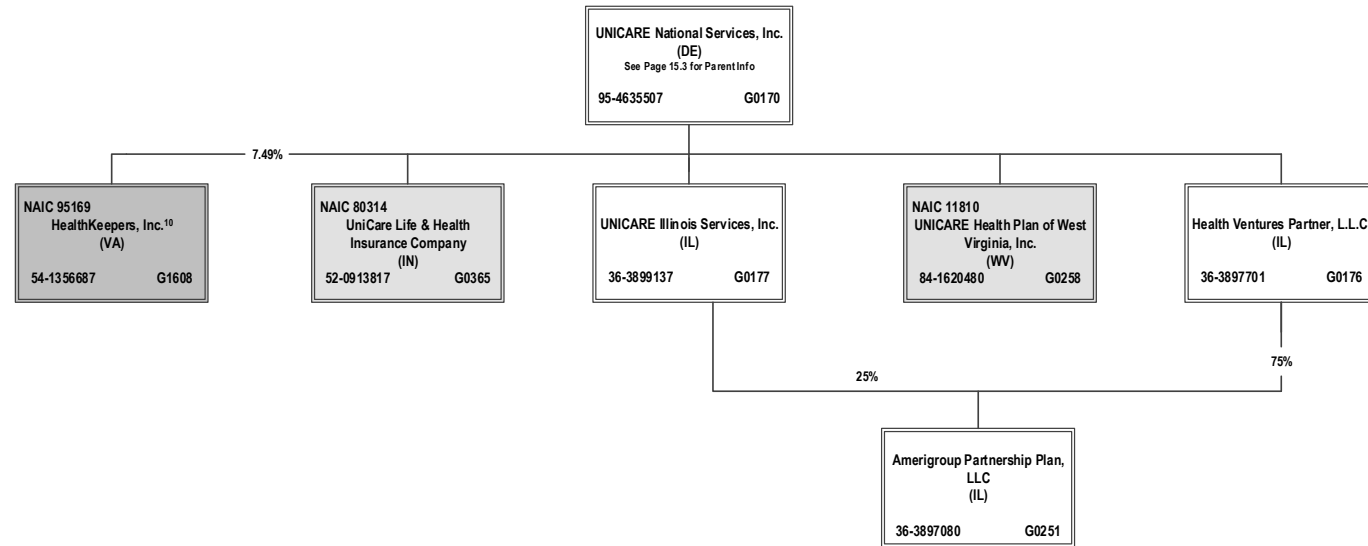 UNICARE National Services, Inc.
(DE)
See Page 15.3 for Parent Info
95-4635507 G0170
7.49%
NAIC 95169
HealthKeepers, Inc.¹⁰
(VA)
54-1356687 G1608
NAIC 80314
UniCare Life & Health
Insurance Company
(IN)
52-0913817 G0365
UNICARE Illinois Services, Inc.
(IL)
36-3899137 G0177
NAIC 11810
UNICARE Health Plan of West
Virginia, Inc.
(WV)
84-1620480 G0258
Health Ventures Partner, L.L.C
(IL)
36-3897701 G0176
25%
75%
Amerigroup Partnership Plan,
LLC
(IL)
36-3897080 G0251